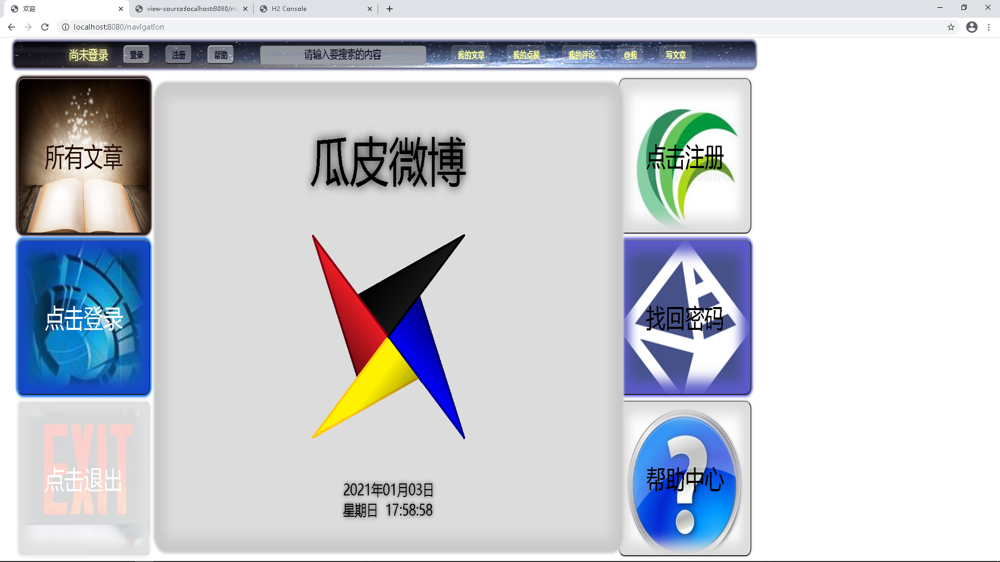 欢迎
view-source:localhost:8080/ma
H2 Console
localhost:8080/navigation
尚未登录 登录 注册 帮助 请输入要搜索的内容 我的文章 我的点赞 我的评论 @我 写文章
所有文章
瓜皮微博
点击注册
点击登录
找回密码
EXIT
点击退出
帮助中心
2021年01月03日
星期日 17:58:58